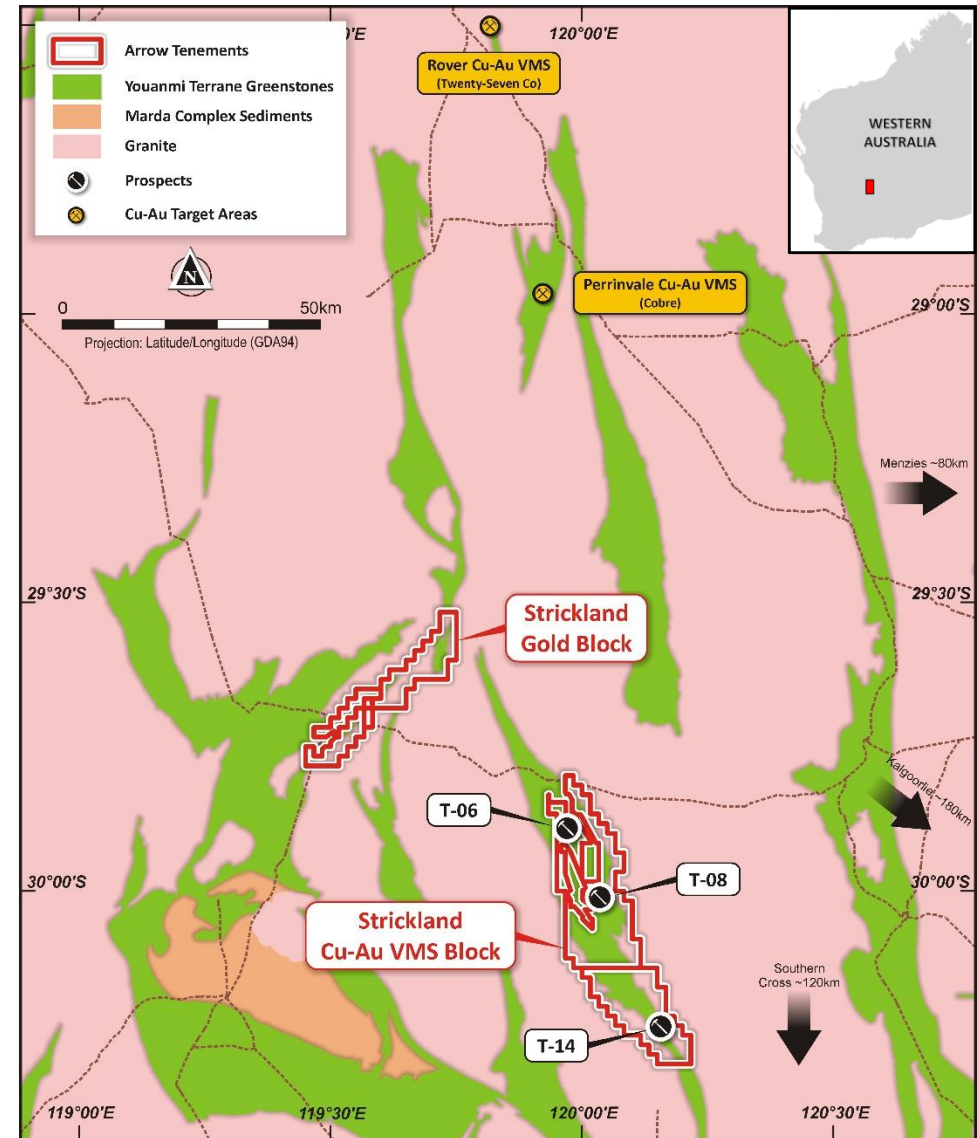 Arrow Tenements
Youanmi Terrane Greenstones
Marda Complex Sediments
Granite
Prospects
Cu-Au Target Areas
N
0
50km
Projection: Latitude/Longitude (GDA94)
120°00'E
Rover Cu-Au VMS
(Twenty-Seven Co)
WESTERN
AUSTRALIA
Perrinvale Cu-Au VMS
(Cobre)
29°00'S
Menzies ~80km
29°30'S
29°30'S
Strickland
Gold Block
Kalgoorlie ~180km
T-06
T-08
30°00'S
30°00'S
Strickland
Cu-Au VMS Block
Southern
Cross ~120km
T-14
119°00'E
119°30'E
120°00'E
120°30'E